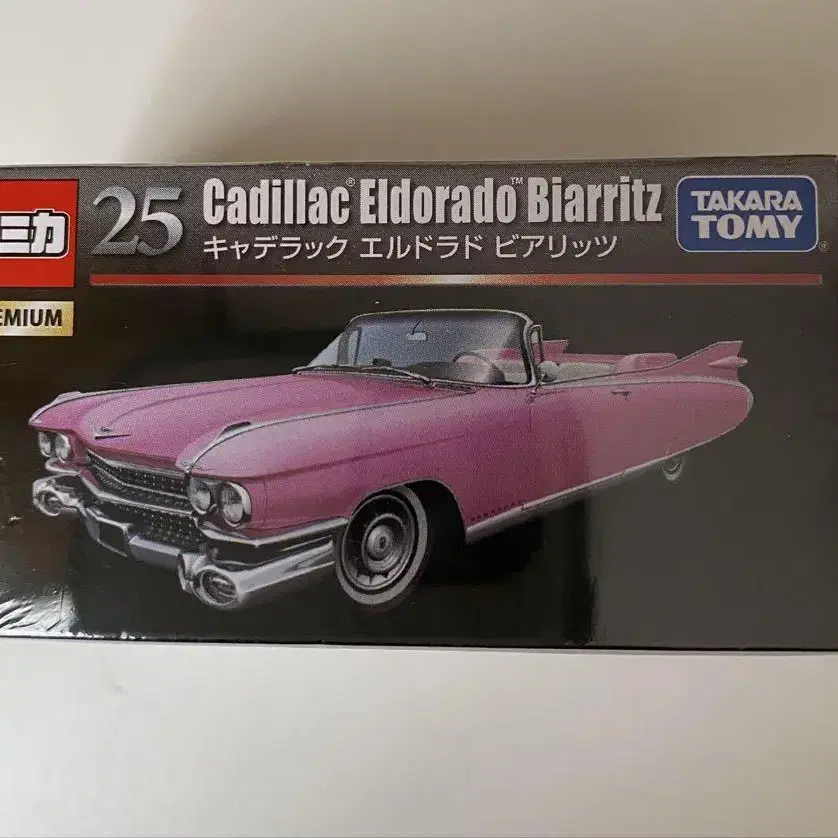 ミカ
EMIUM
25
Cadillac® Eldorado™ Biarritz
キャデラック エルドラド ビアリッツ
TAKARA
TOMY®